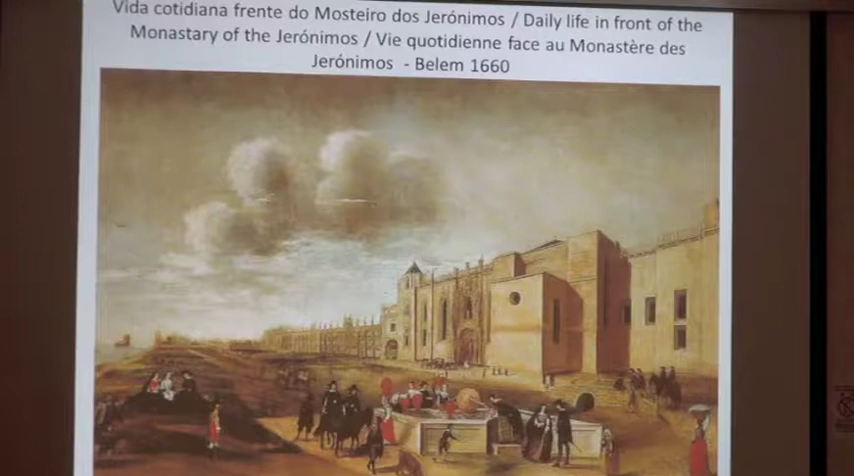 Vida cotidiana frente do Mosteiro dos Jerónimos / Daily life in front of the
Monastary of the Jerónimos / Vie quotidienne face au Monastère des
Jerónimos - Belem 1660